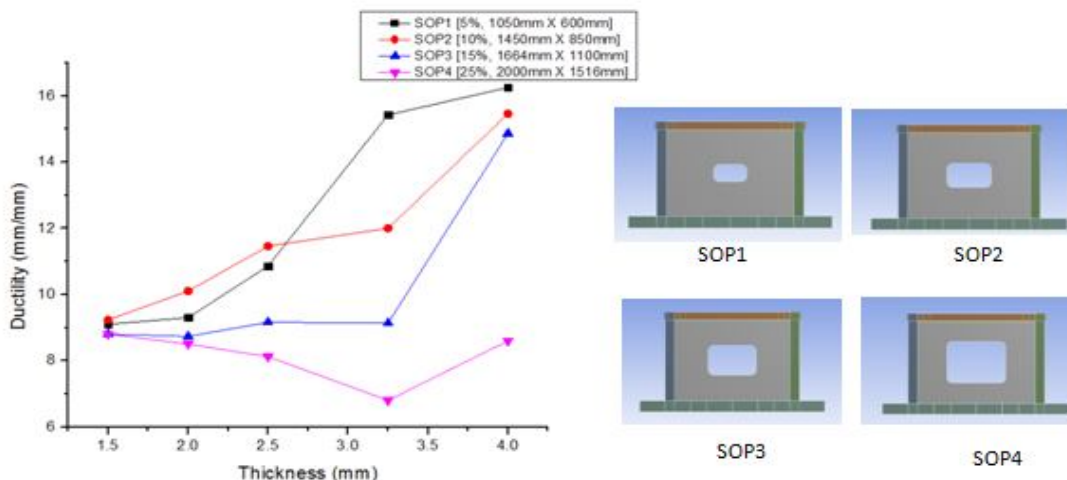 SOP1 [5%, 1050mm X 600mm]
SOP2 [10%, 1450mm X 850mm]
SOP3 [15%, 1664mm X 1100mm]
SOP4 [25%, 2000mm X 1516mm]
16
14
12
10
8
6
Ductility (mm/mm)
1.5 2.0 2.5 3.0 3.5 4.0
Thickness (mm)
SOP1 SOP2
SOP3 SOP4